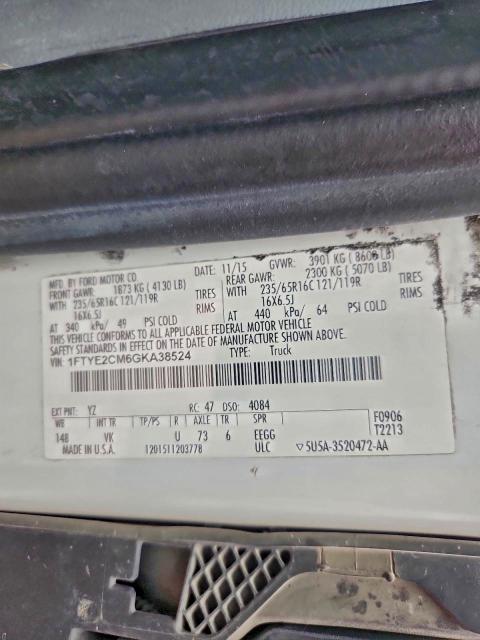 MFD. BY FORD MOTOR CO. DATE: 11/15 GVWR: 3901 KG ( 8600 LB)
FRONT GAWR: 1873 KG ( 4130 LB) REAR GAWR: 2300 KG ( 5070 LB)
WITH 235/65R16C 121/119R TIRES WITH 235/65R16C 121/119R TIRES
16X6.5J RIMS 16X6.5J RIMS
AT 340 kPa/ 49 PSI COLD AT 440 kPa/ 64 PSI COLD
THIS VEHICLE CONFORMS TO ALL APPLICABLE FEDERAL MOTOR VEHICLE
SAFETY STANDARDS IN EFFECT ON THE DATE OF MANUFACTURE SHOWN ABOVE.
VIN: 1FTYE2CM6GKA38524 TYPE: Truck
EXT PNT: YZ RC: 47 DSO: 4084
WB INT TR TP/PS R AXLE TR SPR F0906
148 VK U 73 6 EEGG T2213
MADE IN U.S.A. 1201511203778 ULC ▽5U5A-3520472-AA